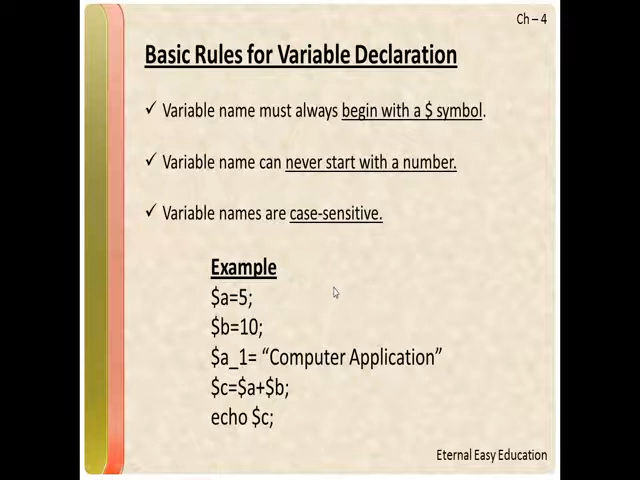 Ch – 4
Basic Rules for Variable Declaration
✓ Variable name must always begin with a $ symbol.
✓ Variable name can never start with a number.
✓ Variable names are case-sensitive.
Example
$a=5;
$b=10;
$a_1= “Computer Application”
$c=$a+$b;
echo $c;
Eternal Easy Education